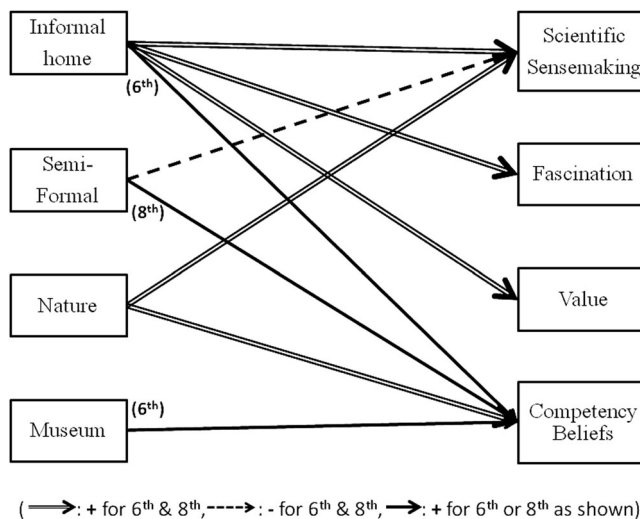 Informal
home
Scientific
Sensemaking
(6th)
Semi-
Formal
Fascination
(8th)
Nature
Value
(6th)
Museum
Competency
Beliefs
( : + for 6th & 8th, : - for 6th & 8th, : + for 6th or 8th as shown)